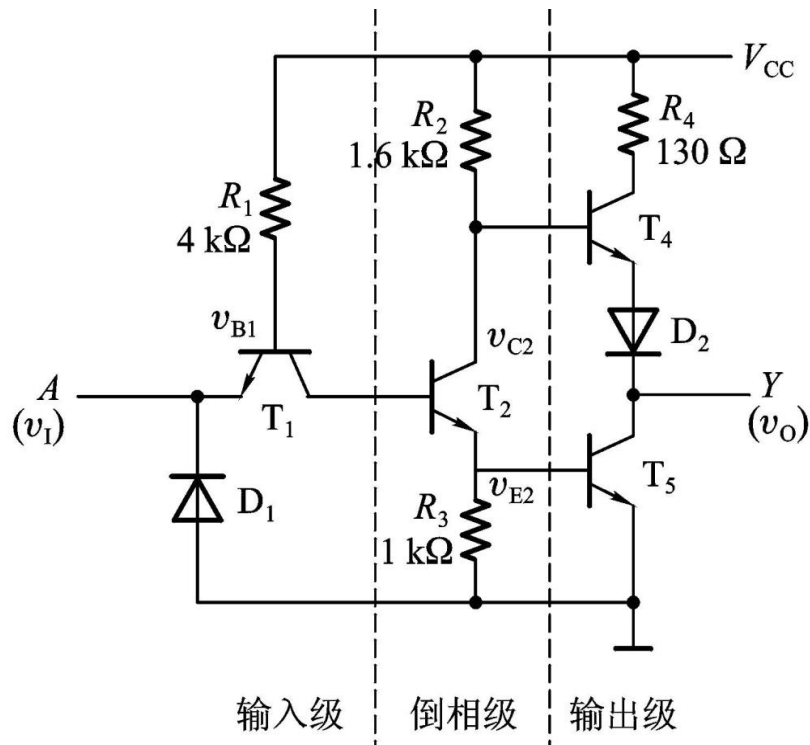 V_CC
R_2
1.6 kΩ
R_4
130 Ω
R_1
4 kΩ
T_4
v_B1
v_C2
D_2
A
(v_I)
T_1
T_2
Y
(v_O)
D_1
v_E2
T_5
R_3
1 kΩ
输入级
倒相级
输出级